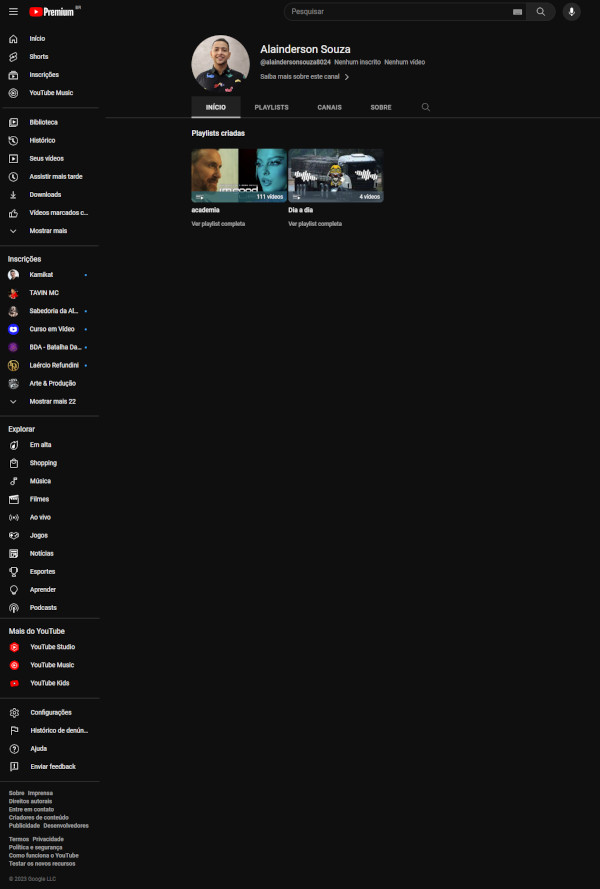 Premium BR
Pesquisar
Início
Shorts
Inscrições
YouTube Music
Biblioteca
Histórico
Seus vídeos
Assistir mais tarde
Downloads
Vídeos marcados c...
Mostrar mais
Inscrições
Kamikat
TAVIN MC
Sabedoria da Al...
Curso em Vídeo
BDA - Batalha Da...
Laércio Refundini
Arte & Produção
Mostrar mais 22
Explorar
Em alta
Shopping
Música
Filmes
Ao vivo
Jogos
Notícias
Esportes
Aprender
Podcasts
Mais do YouTube
YouTube Studio
YouTube Music
YouTube Kids
Configurações
Histórico de denún...
Ajuda
Enviar feedback
Sobre Imprensa
Direitos autorais
Entre em contato
Criadores de conteúdo
Publicidade Desenvolvedores
Termos Privacidade
Política e segurança
Como funciona o YouTube
Testar os novos recursos
© 2023 Google LLC
Alainderson Souza
@alaindersonsouza8024 Nenhum inscrito Nenhum vídeo
Saiba mais sobre este canal
INÍCIO PLAYLISTS CANAIS SOBRE
Playlists criadas
111 vídeos
academia
Ver playlist completa
4 vídeos
Dia a dia
Ver playlist completa